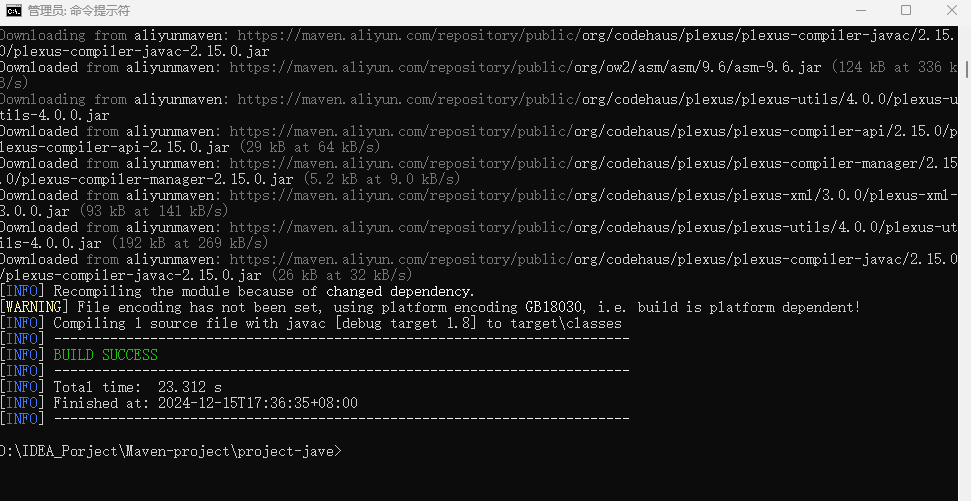 管理员: 命令提示符
Downloading from aliyunmaven: https://maven.aliyun.com/repository/public/org/codehaus/plexus/plexus-compiler-javac/2.15.
0/plexus-compiler-javac-2.15.0.jar
Downloaded from aliyunmaven: https://maven.aliyun.com/repository/public/org/ow2/asm/asm/9.6/asm-9.6.jar (124 kB at 336 k
B/s)
Downloading from aliyunmaven: https://maven.aliyun.com/repository/public/org/codehaus/plexus/plexus-utils/4.0.0/plexus-u
tils-4.0.0.jar
Downloaded from aliyunmaven: https://maven.aliyun.com/repository/public/org/codehaus/plexus/plexus-compiler-api/2.15.0/p
lexus-compiler-api-2.15.0.jar (29 kB at 64 kB/s)
Downloaded from aliyunmaven: https://maven.aliyun.com/repository/public/org/codehaus/plexus/plexus-compiler-manager/2.15
.0/plexus-compiler-manager-2.15.0.jar (5.2 kB at 9.0 kB/s)
Downloaded from aliyunmaven: https://maven.aliyun.com/repository/public/org/codehaus/plexus/plexus-xml/3.0.0/plexus-xml-
3.0.0.jar (93 kB at 141 kB/s)
Downloaded from aliyunmaven: https://maven.aliyun.com/repository/public/org/codehaus/plexus/plexus-utils/4.0.0/plexus-ut
ils-4.0.0.jar (192 kB at 269 kB/s)
Downloaded from aliyunmaven: https://maven.aliyun.com/repository/public/org/codehaus/plexus/plexus-compiler-javac/2.15.0
/plexus-compiler-javac-2.15.0.jar (26 kB at 32 kB/s)
[INFO] Recompiling the module because of changed dependency.
[WARNING] File encoding has not been set, using platform encoding GB18030, i.e. build is platform dependent!
[INFO] Compiling 1 source file with javac [debug target 1.8] to target\classes
[INFO] ------------------------------------------------------------------------
[INFO] BUILD SUCCESS
[INFO] ------------------------------------------------------------------------
[INFO] Total time:  23.312 s
[INFO] Finished at: 2024-12-15T17:36:35+08:00
[INFO] ------------------------------------------------------------------------
D:\IDEA_Porject\Maven-project\project-jave>